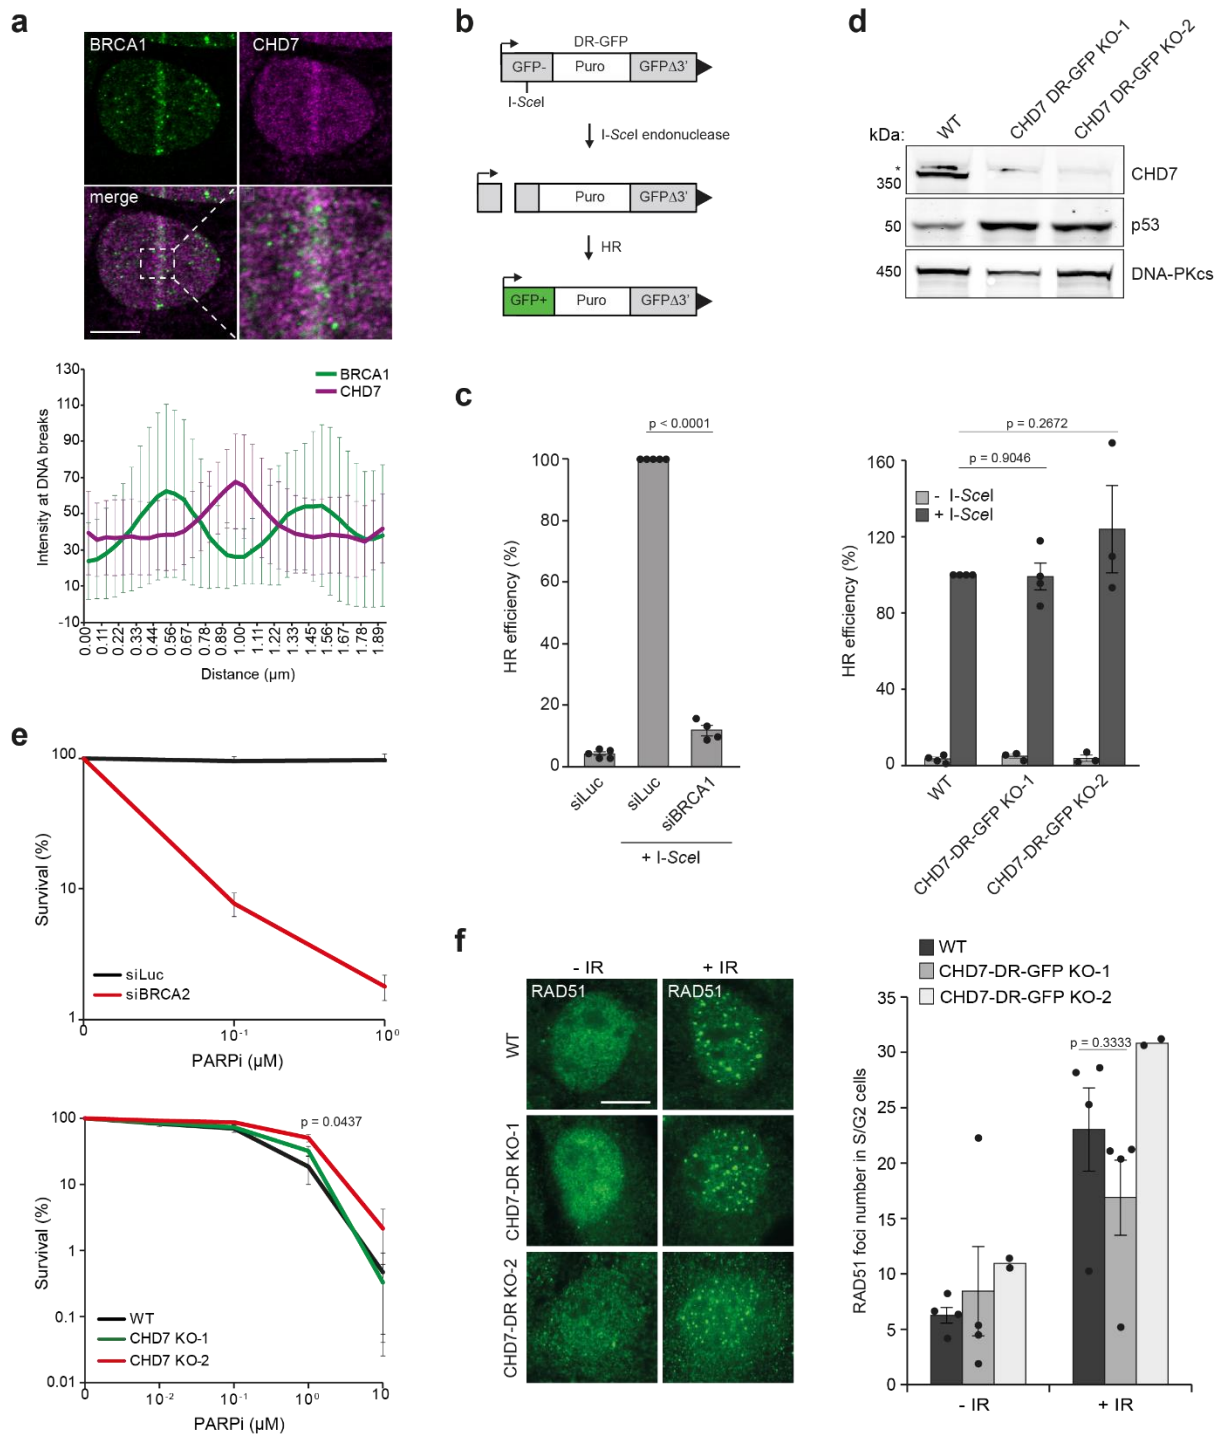 a
BRCA1
CHD7
merge
130
110
90
70
50
30
10
-10
Intensity at DNA breaks
BRCA1
CHD7
0.00
0.11
0.22
0.33
0.44
0.56
0.67
0.78
0.89
1.00
1.11
1.22
1.33
1.45
1.56
1.67
1.78
1.89
Distance (µm)
b
DR-GFP
GFP- Puro GFPΔ3'
I-SceI
I-SceI endonuclease
Puro GFPΔ3'
HR
GFP+ Puro GFPΔ3'
c
p < 0.0001
100
80
60
40
20
0
HR efficiency (%)
siLuc
siLuc
siBRCA1
+ I-SceI
p = 0.2672
p = 0.9046
- I-SceI
+ I-SceI
160
120
80
40
0
HR efficiency (%)
WT
CHD7-DR-GFP KO-1
CHD7-DR-GFP KO-2
d
kDa:
WT
CHD7 DR-GFP KO-1
CHD7 DR-GFP KO-2
*
350
CHD7
50
p53
450
DNA-PKcs
e
100
10
1
Survival (%)
siLuc
siBRCA2
0 10⁻¹ 10⁰
PARPi (µM)
100
10
1
0.1
0.01
Survival (%)
p = 0.0437
WT
CHD7 KO-1
CHD7 KO-2
0 10⁻² 10⁻¹ 10⁰ 10
PARPi (µM)
f
- IR
+ IR
RAD51
RAD51
WT
CHD7-DR KO-1
CHD7-DR KO-2
WT
CHD7-DR-GFP KO-1
CHD7-DR-GFP KO-2
35
30
25
20
15
10
5
0
RAD51 foci number in S/G2 cells
p = 0.3333
- IR
+ IR